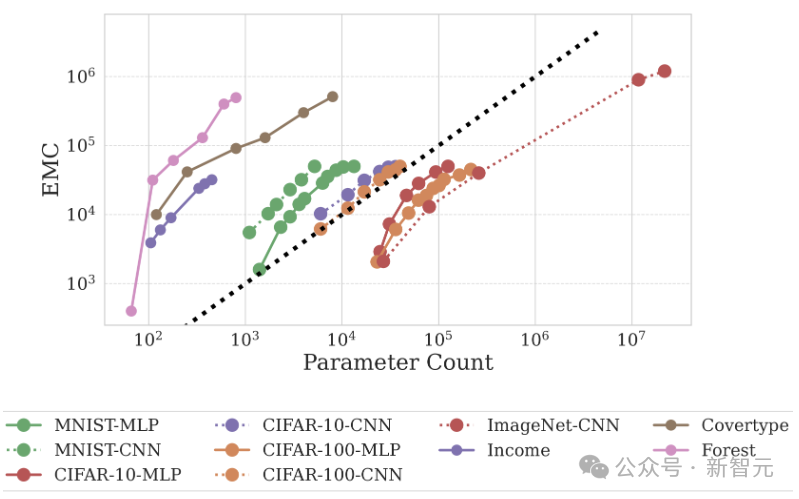 EMC
10⁶
10⁵
10⁴
10³
10² 10³ 10⁴ 10⁵ 10⁶ 10⁷
Parameter Count
MNIST-MLP CIFAR-10-CNN ImageNet-CNN Covertype
MNIST-CNN CIFAR-100-MLP Income Forest
CIFAR-10-MLP CIFAR-100-CNN
公众号·新智元